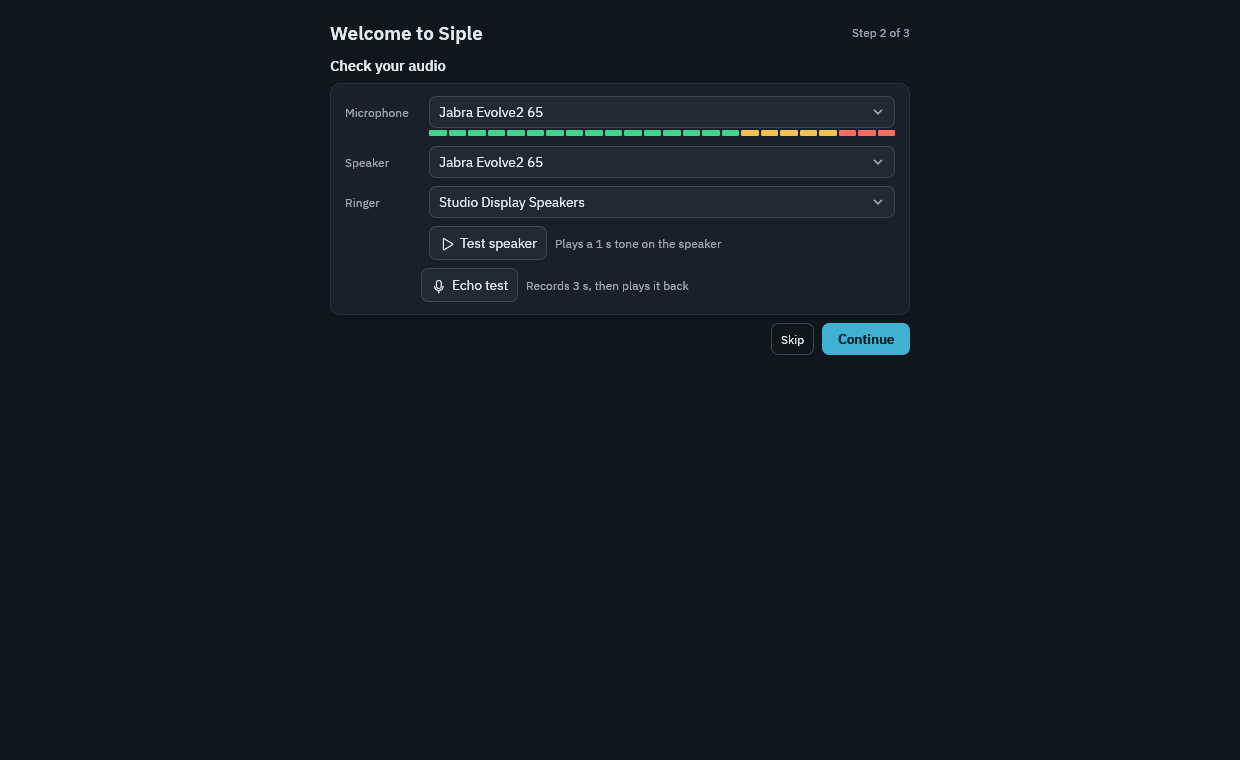 Welcome to Siple
Step 2 of 3
Check your audio
Microphone
Jabra Evolve2 65
Speaker
Jabra Evolve2 65
Ringer
Studio Display Speakers
Test speaker
Plays a 1 s tone on the speaker
Echo test
Records 3 s, then plays it back
Skip
Continue